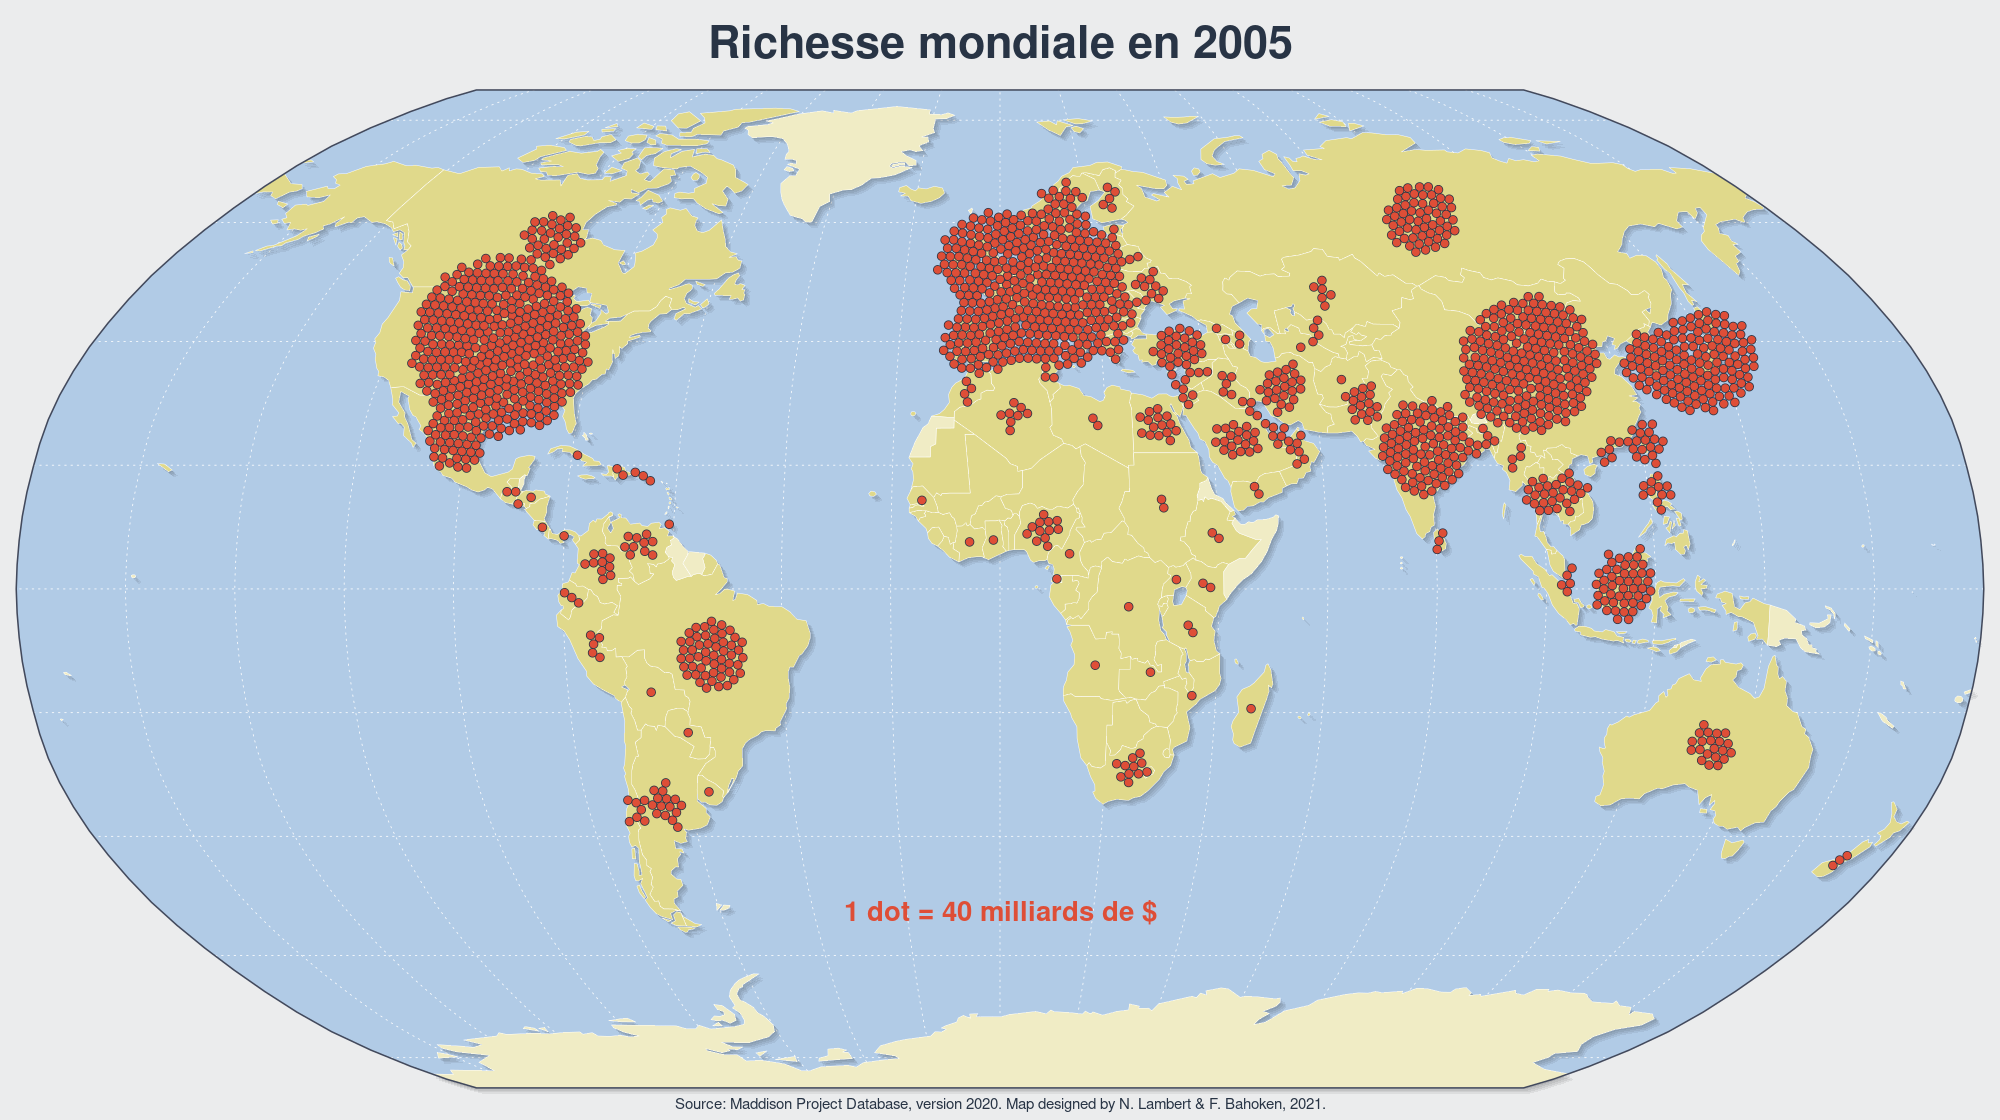 Richesse mondiale en 2005
1 dot = 40 milliards de $
Source: Maddison Project Database, version 2020. Map designed by N. Lambert & F. Bahoken, 2021.